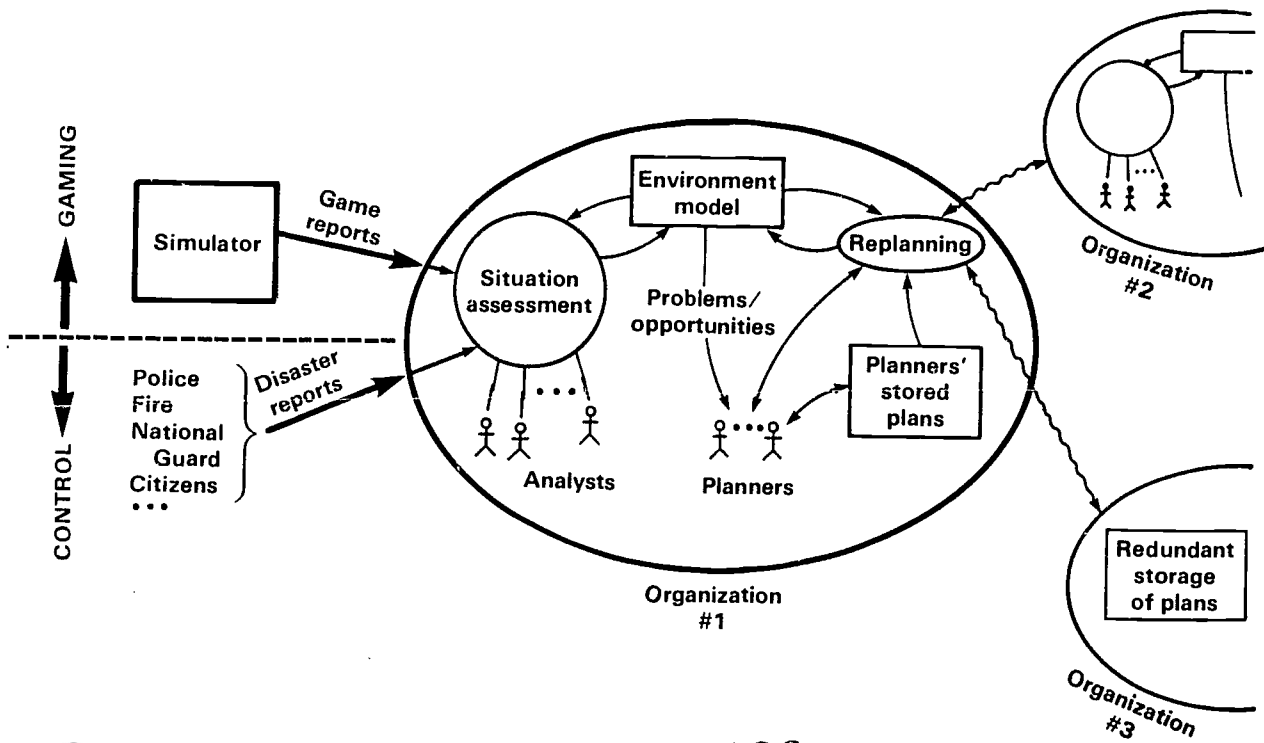 GAMING
CONTROL
Simulator
Game
reports
Police
Fire
National
Guard
Citizens
•••
Disaster
reports
Situation
assessment
Environment
model
Replanning
Problems/
opportunities
Planners'
stored
plans
•••
Analysts
•••
Planners
Organization
#1
•••
Organization
#2
Redundant
storage
of plans
Organization
#3